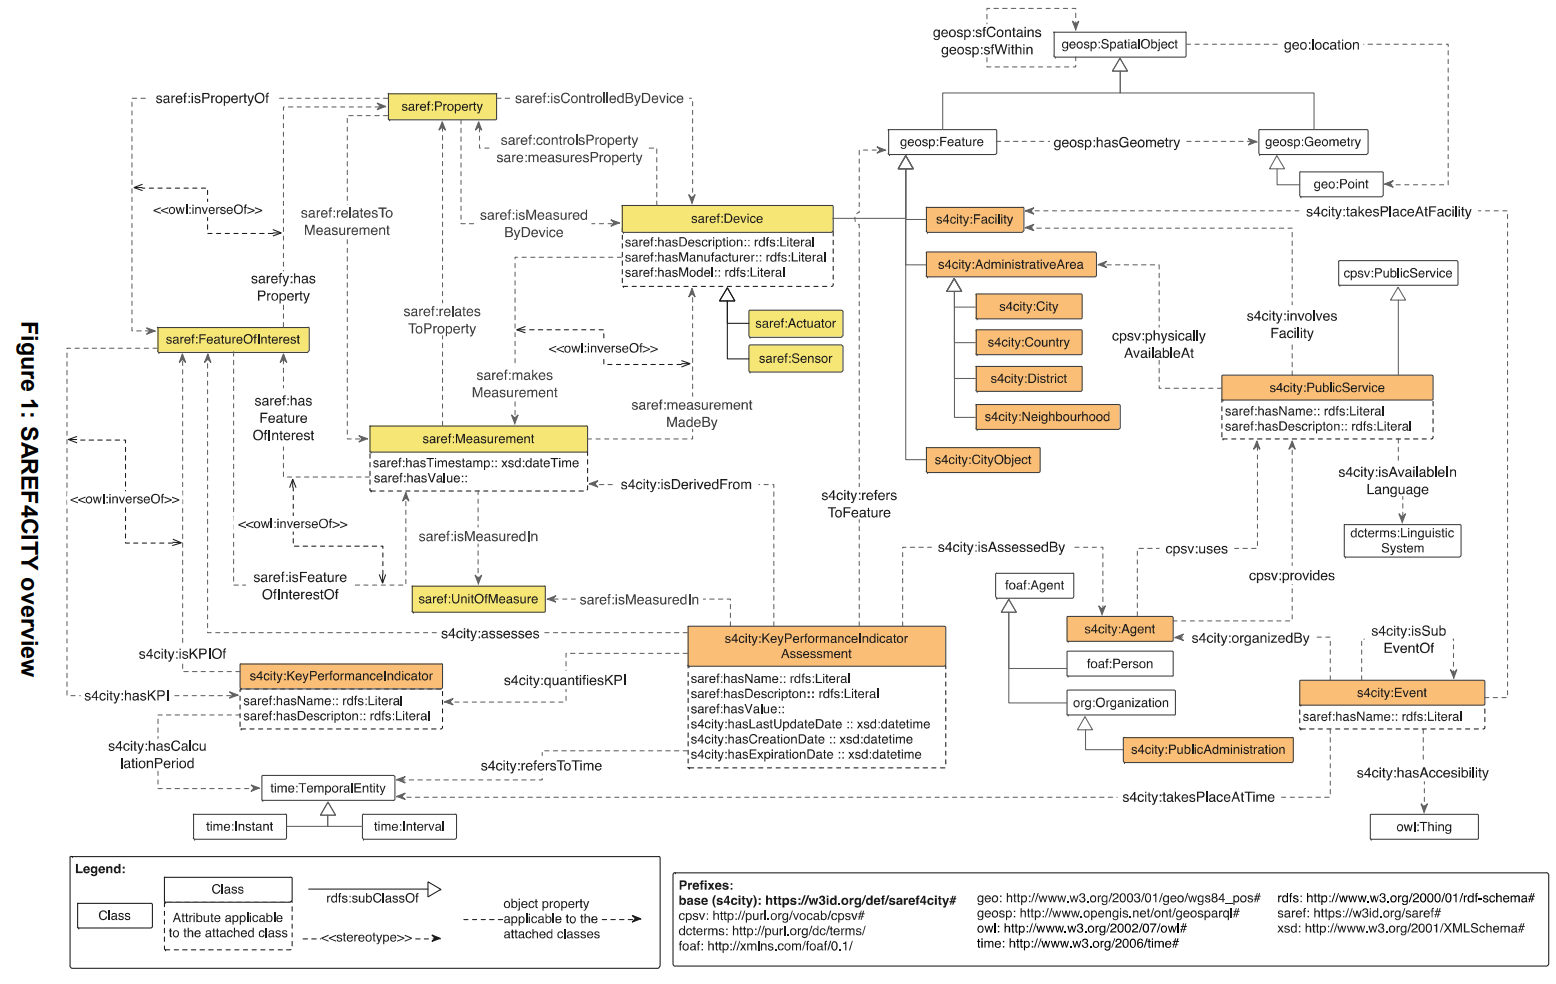 Figure 1: SAREF4CITY overview
geosp:sfContains
geosp:sfWithin
geosp:SpatialObject
geo:location
saref:isPropertyOf
saref:Property
saref:isControlledByDevice
saref:controlsProperty
sare:measuresProperty
geosp:Feature
geosp:hasGeometry
geosp:Geometry
geo:Point
<<owl:inverseOf>>
saref:relatesTo
Measurement
saref:isMeasured
ByDevice
saref:Device
saref:hasDescription:: rdfs:Literal
saref:hasManufacturer:: rdfs:Literal
saref:hasModel:: rdfs:Literal
s4city:Facility
s4city:takesPlaceAtFacility
s4city:AdministrativeArea
cpsv:PublicService
sarefy:has
Property
saref:relates
ToProperty
saref:Actuator
saref:Sensor
<<owl:inverseOf>>
s4city:City
s4city:Country
s4city:District
s4city:Neighbourhood
s4city:CityObject
cpsv:physically
AvailableAt
s4city:involves
Facility
saref:FeatureOfInterest
saref:makes
Measurement
saref:measurement
MadeBy
s4city:PublicService
saref:hasName:: rdfs:Literal
saref:hasDescripton:: rdfs:Literal
saref:has
Feature
OfInterest
saref:Measurement
saref:hasTimestamp:: xsd:dateTime
saref:hasValue::
s4city:isDerivedFrom
s4city:refers
ToFeature
s4city:isAvailableIn
Language
<<owl:inverseOf>>
<<owl:inverseOf>>
saref:isMeasuredIn
s4city:isAssessedBy
cpsv:uses
dcterms:Linguistic
System
saref:isFeature
OfInterestOf
saref:UnitOfMeasure
saref:isMeasuredIn
foaf:Agent
cpsv:provides
s4city:assesses
s4city:KeyPerformanceIndicator
Assessment
saref:hasName:: rdfs:Literal
saref:hasDescripton:: rdfs:Literal
saref:hasValue::
s4city:hasLastUpdateDate :: xsd:datetime
s4city:hasCreationDate :: xsd:datetime
s4city:hasExpirationDate :: xsd:datetime
s4city:Agent
s4city:organizedBy
s4city:isSub
EventOf
s4city:isKPIOf
s4city:KeyPerformanceIndicator
saref:hasName:: rdfs:Literal
saref:hasDescripton:: rdfs:Literal
s4city:quantifiesKPI
foaf:Person
s4city:hasKPI
org:Organization
s4city:Event
saref:hasName:: rdfs:Literal
s4city:hasCalcu
lationPeriod
s4city:PublicAdministration
s4city:refersToTime
s4city:hasAccesibility
time:TemporalEntity
s4city:takesPlaceAtTime
time:Instant
time:Interval
owl:Thing
Legend:
Class
Class
Attribute applicable
to the attached class
rdfs:subClassOf
<<stereotype>>
object property
applicable to the
attached classes
Prefixes:
base (s4city): https://w3id.org/def/saref4city#
cpsv: http://purl.org/vocab/cpsv#
dcterms: http://purl.org/dc/terms/
foaf: http://xmlns.com/foaf/0.1/
geo: http://www.w3.org/2003/01/geo/wgs84_pos#
geosp: http://www.opengis.net/ont/geosparql#
owl: http://www.w3.org/2002/07/owl#
time: http://www.w3.org/2006/time#
rdfs: http://www.w3.org/2000/01/rdf-schema#
saref: https://w3id.org/saref#
xsd: http://www.w3.org/2001/XMLSchema#